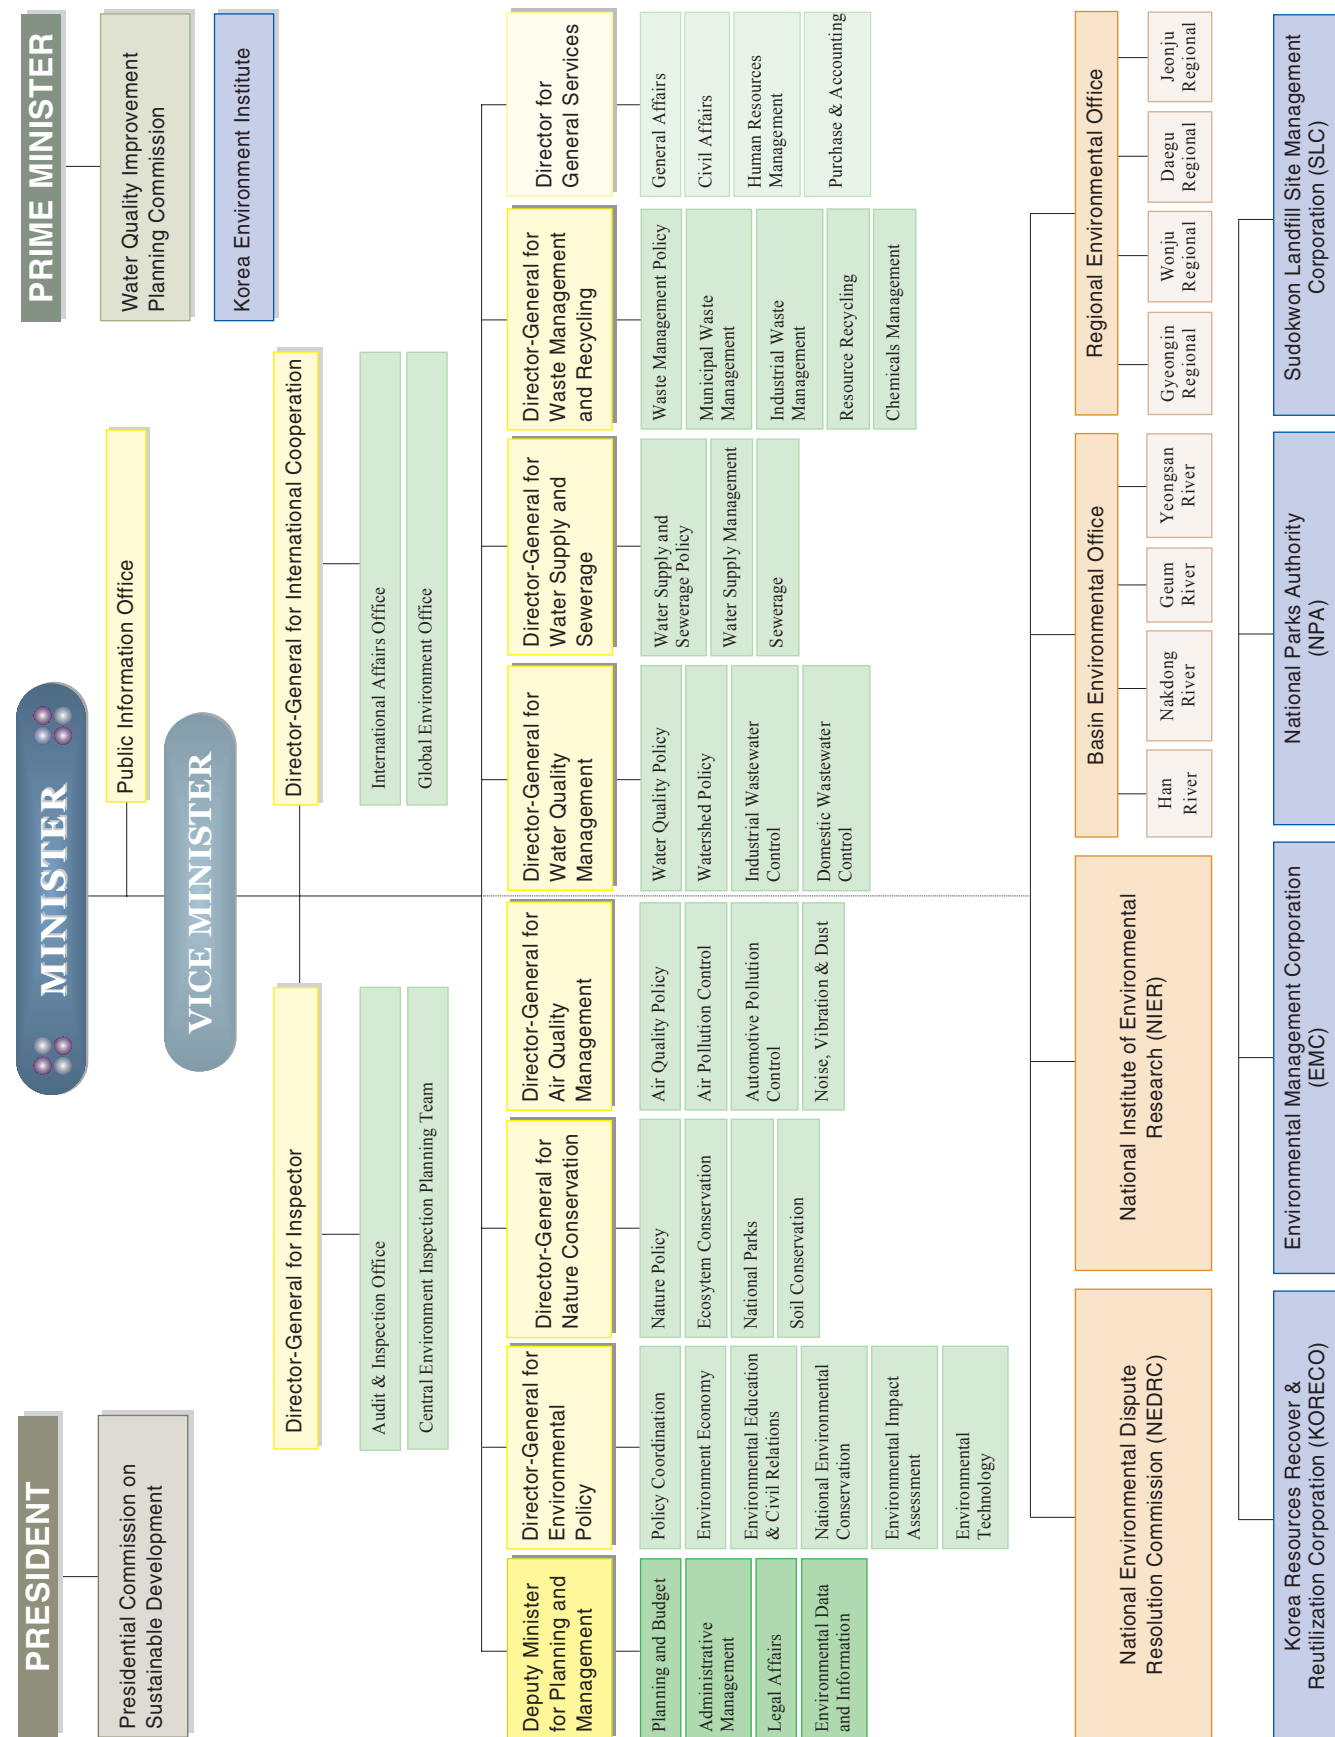 PRESIDENT
Presidential Commission on
Sustainable Development
MINISTER
Public Information Office
VICE MINISTER
PRIME MINISTER
Water Quality Improvement
Planning Commission
Korea Environment Institute
Director-General for Inspector
Audit & Inspection Office
Central Environment Inspection Planning Team
Director-General for International Cooperation
International Affairs Office
Global Environment Office
Deputy Minister
for Planning and
Management
Planning and Budget
Administrative
Management
Legal Affairs
Environmental Data
and Information
Director-General for
Environmental
Policy
Policy Coordination
Environment Economy
Environmental Education
& Civil Relations
National Environmental
Conservation
Environmental Impact
Assessment
Environmental
Technology
Director-General for
Nature Conservation
Nature Policy
Ecosytem Conservation
National Parks
Soil Conservation
Director-General for
Air Quality
Management
Air Quality Policy
Air Pollution Control
Automotive Pollution
Control
Noise, Vibration & Dust
Director-General for
Water Quality
Management
Water Quality Policy
Watershed Policy
Industrial Wastewater
Control
Domestic Wastewater
Control
Director-General for
Water Supply and
Sewerage
Water Supply and
Sewerage Policy
Water Supply Management
Sewerage
Director-General for
Waste Management
and Recycling
Waste Management Policy
Municipal Waste
Management
Industrial Waste
Management
Resource Recycling
Chemicals Management
Director for
General Services
General Affairs
Civil Affairs
Human Resources
Management
Purchase & Accounting
National Environmental Dispute
Resolution Commission (NEDRC)
National Institute of Environmental
Research (NIER)
Basin Environmental Office
Han
River
Nakdong
River
Geum
River
Yeongsan
River
Regional Environmental Office
Gyeongin
Regional
Wonju
Regional
Daegu
Regional
Jeonju
Regional
Korea Resources Recover &
Reutilization Corporation (KORECO)
Environmental Management Corporation
(EMC)
National Parks Authority
(NPA)
Sudokwon Landfill Site Management
Corporation (SLC)